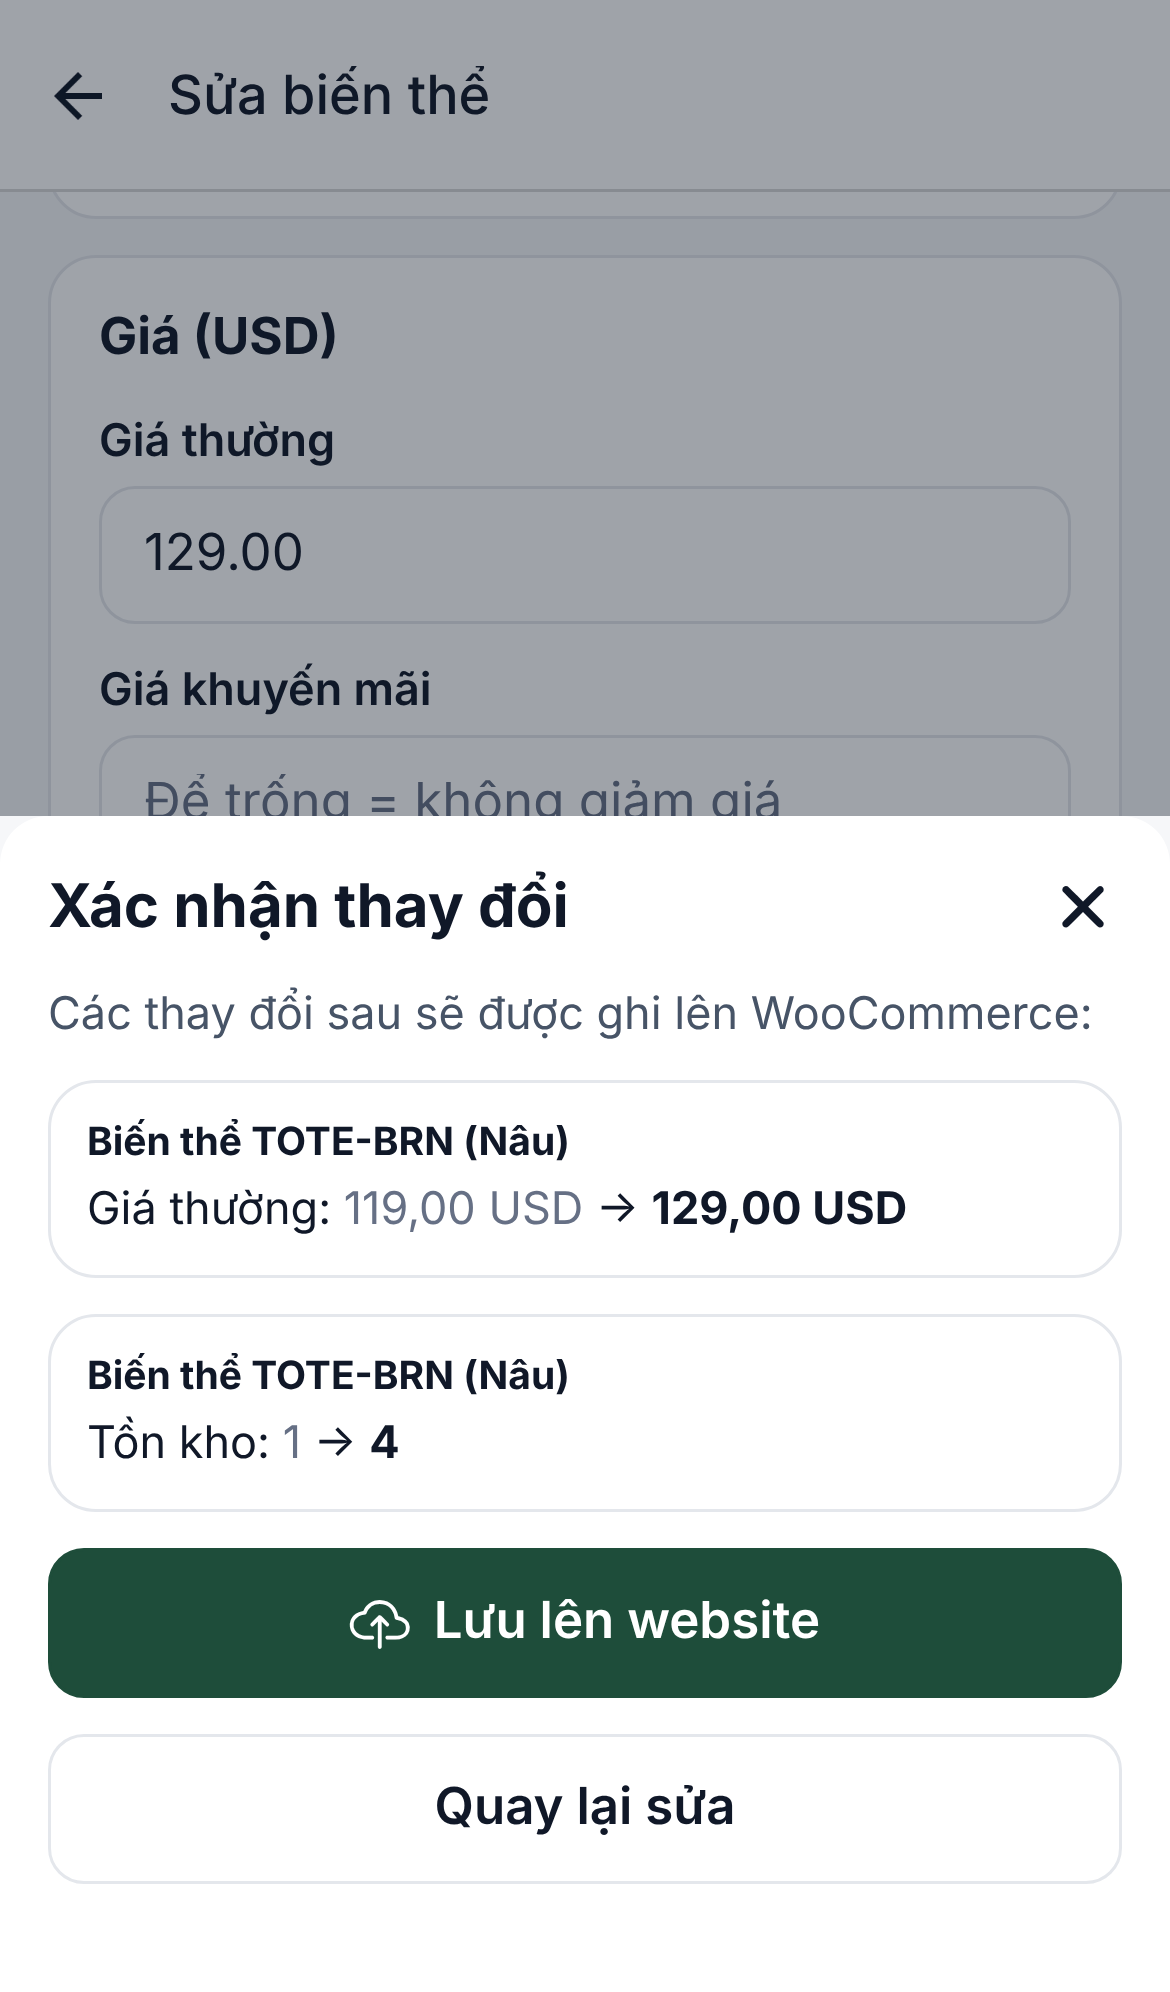 Sửa biến thể
Giá (USD)
Giá thường
129.00
Giá khuyến mãi
Để trống = không giảm giá
Xác nhận thay đổi
Các thay đổi sau sẽ được ghi lên WooCommerce:
Biến thể TOTE-BRN (Nâu)
Giá thường: 119,00 USD → 129,00 USD
Biến thể TOTE-BRN (Nâu)
Tồn kho: 1 → 4
Lưu lên website
Quay lại sửa